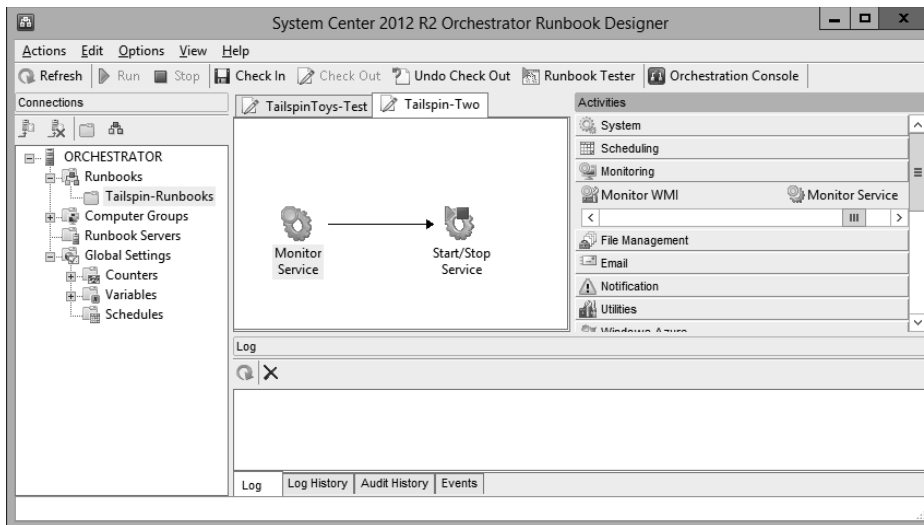 System Center 2012 R2 Orchestrator Runbook Designer
Actions Edit Options View Help
Refresh Run Stop Check In Check Out Undo Check Out Runbook Tester Orchestration Console
Connections
ORCHESTRATOR
Runbooks
Tailspin-Runbooks
Computer Groups
Runbook Servers
Global Settings
Counters
Variables
Schedules
TailspinToys-Test Tailspin-Two
Monitor
Service
Start/Stop
Service
Activities
System
Scheduling
Monitoring
Monitor WMI Monitor Service
File Management
Email
Notification
Utilities
Windows Azure
Log
Log Log History Audit History Events